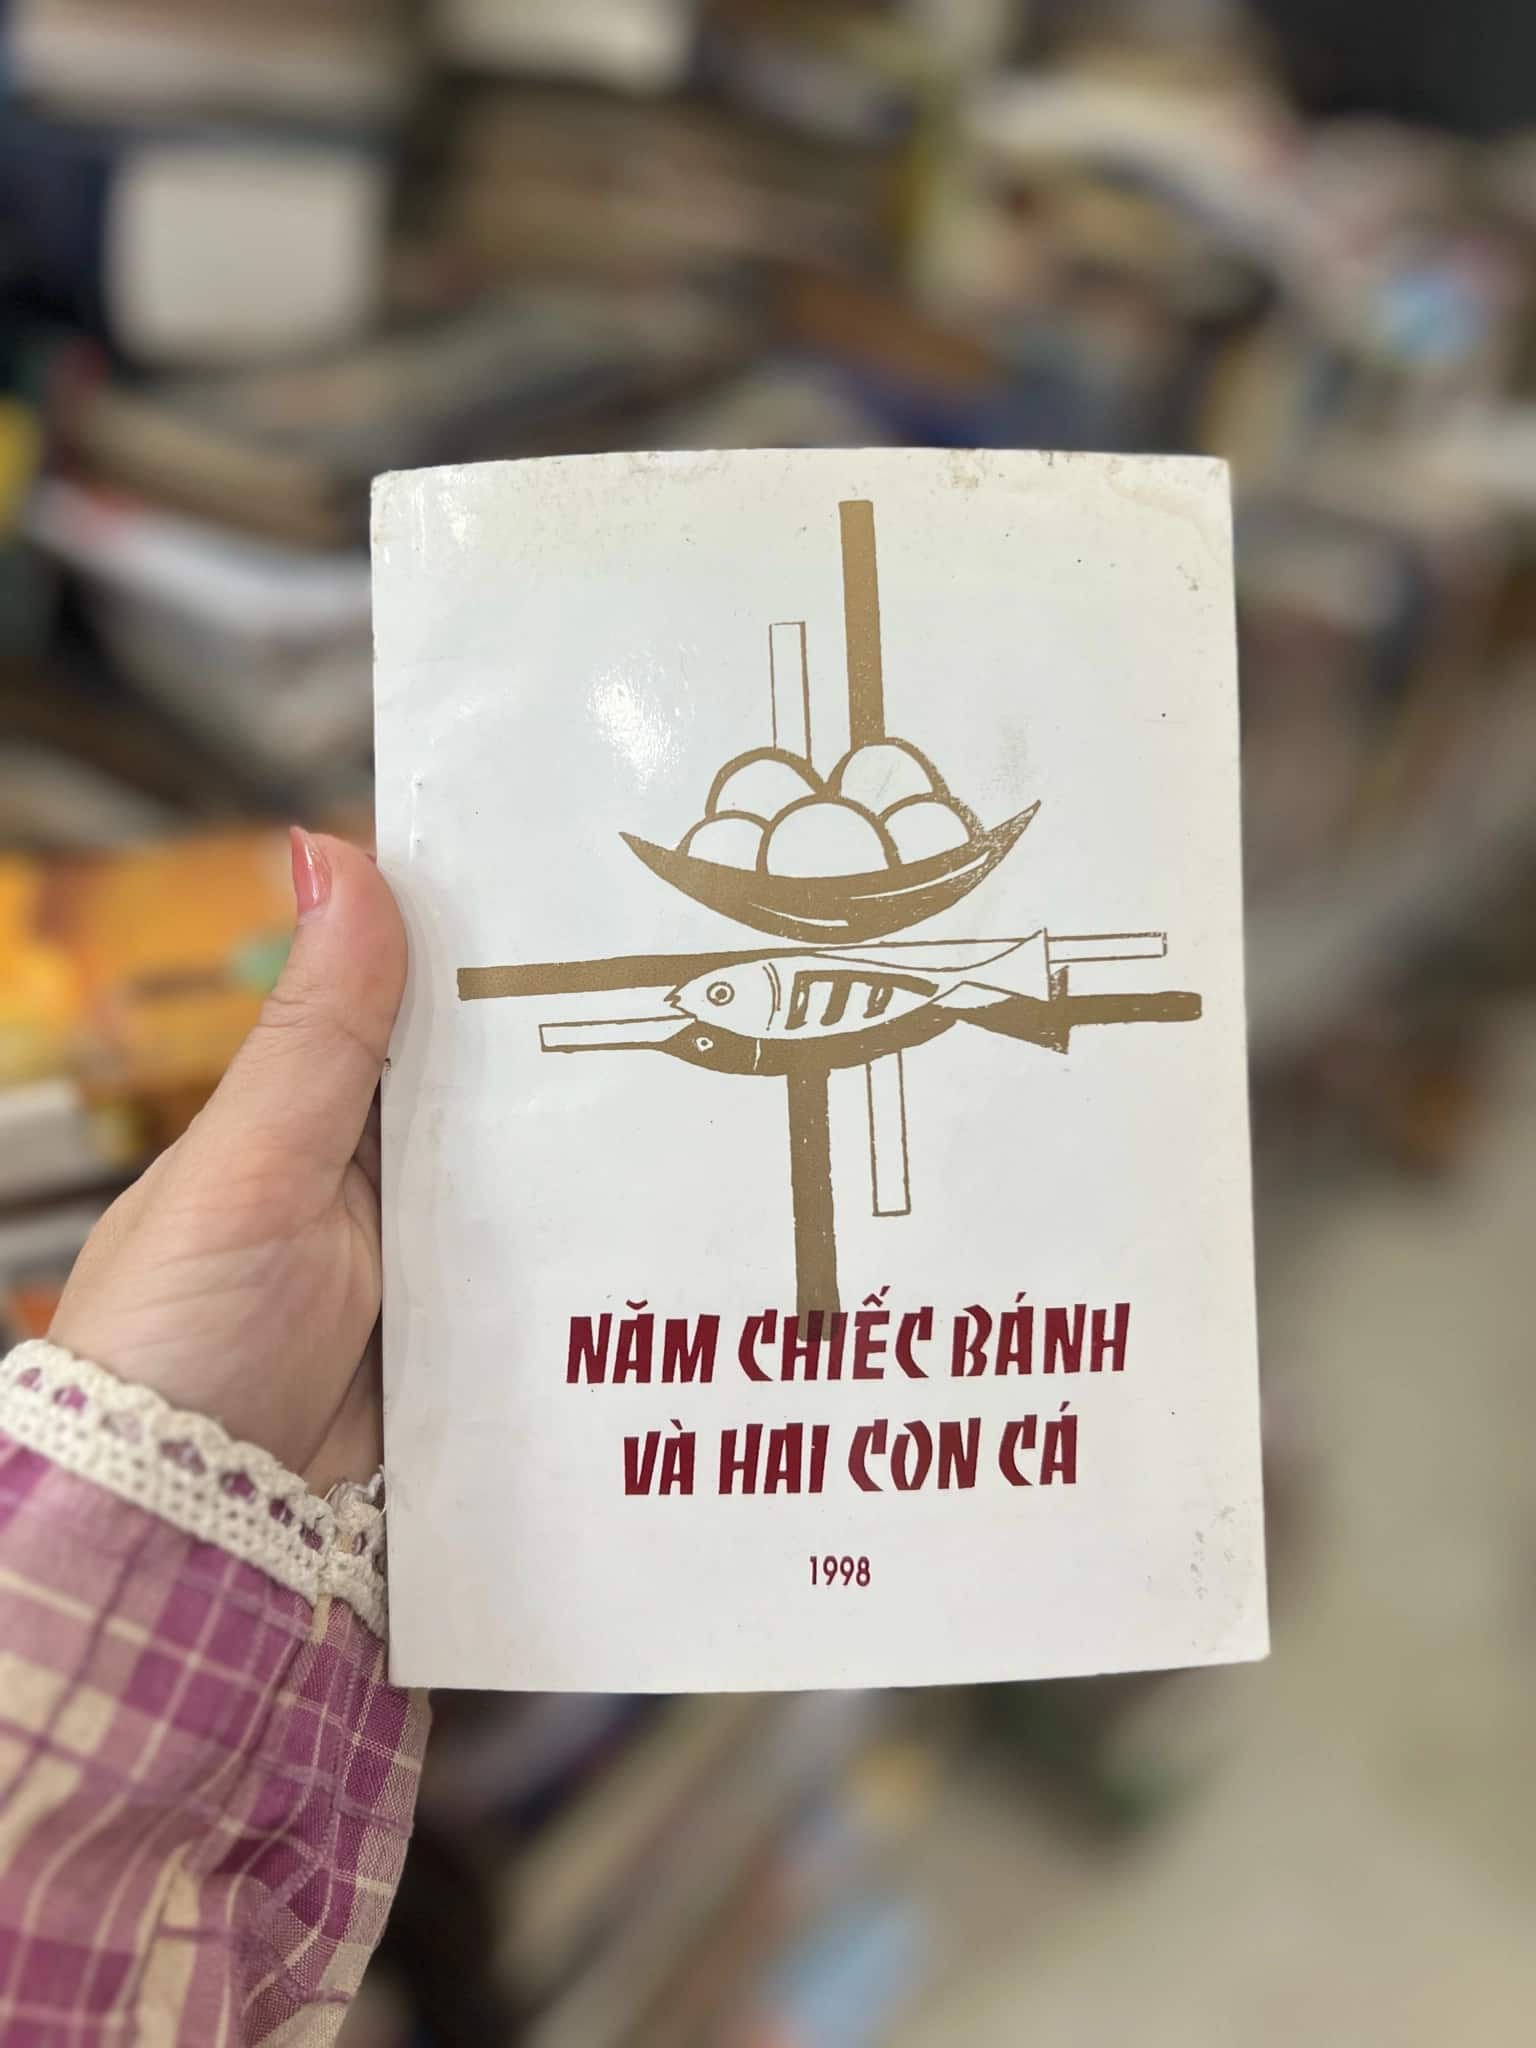 NĂM CHIẾC BÁNH
VÀ HAI CON CÁ
1998